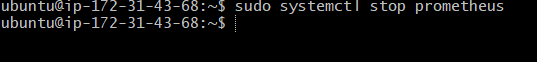 ubuntu@ip-172-31-43-68:~$ sudo systemctl stop prometheus
ubuntu@ip-172-31-43-68:~$